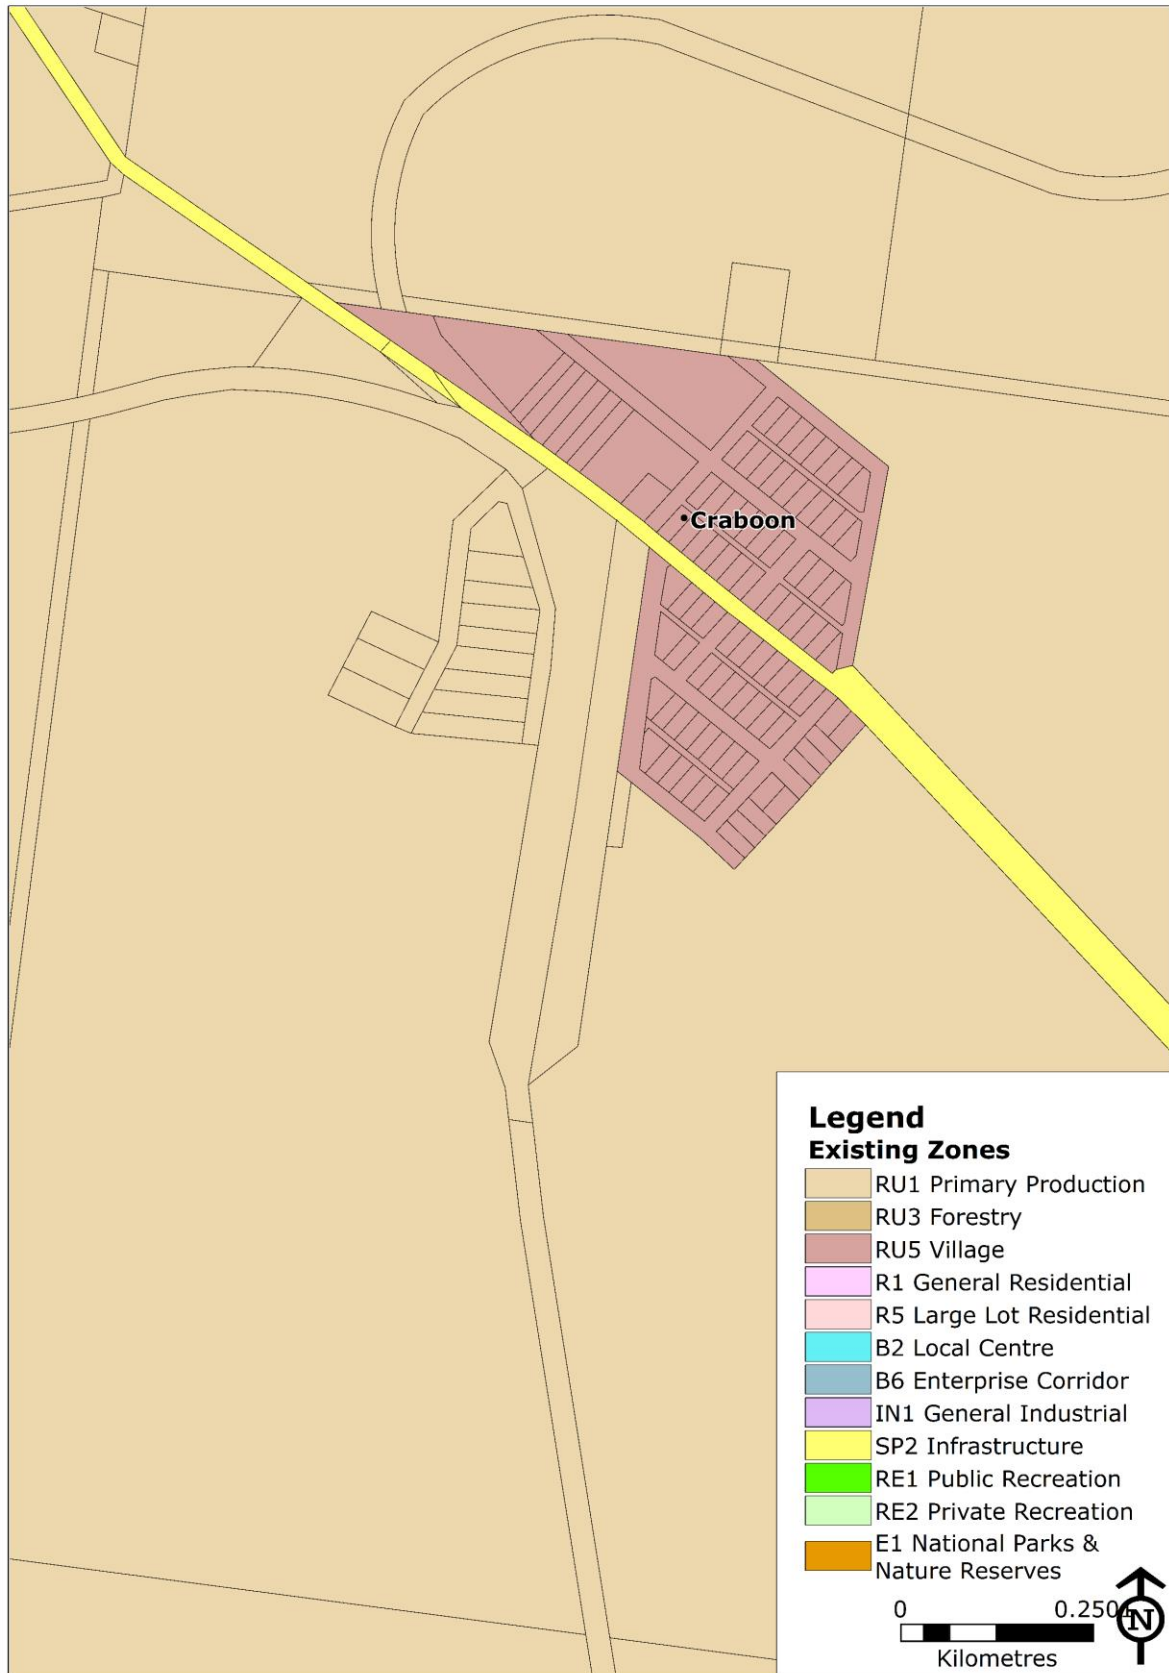 Craboon
Legend
Existing Zones
RU1 Primary Production
RU3 Forestry
RU5 Village
R1 General Residential
R5 Large Lot Residential
B2 Local Centre
B6 Enterprise Corridor
IN1 General Industrial
SP2 Infrastructure
RE1 Public Recreation
RE2 Private Recreation
E1 National Parks &
Nature Reserves
0 0.2501
Kilometres
N